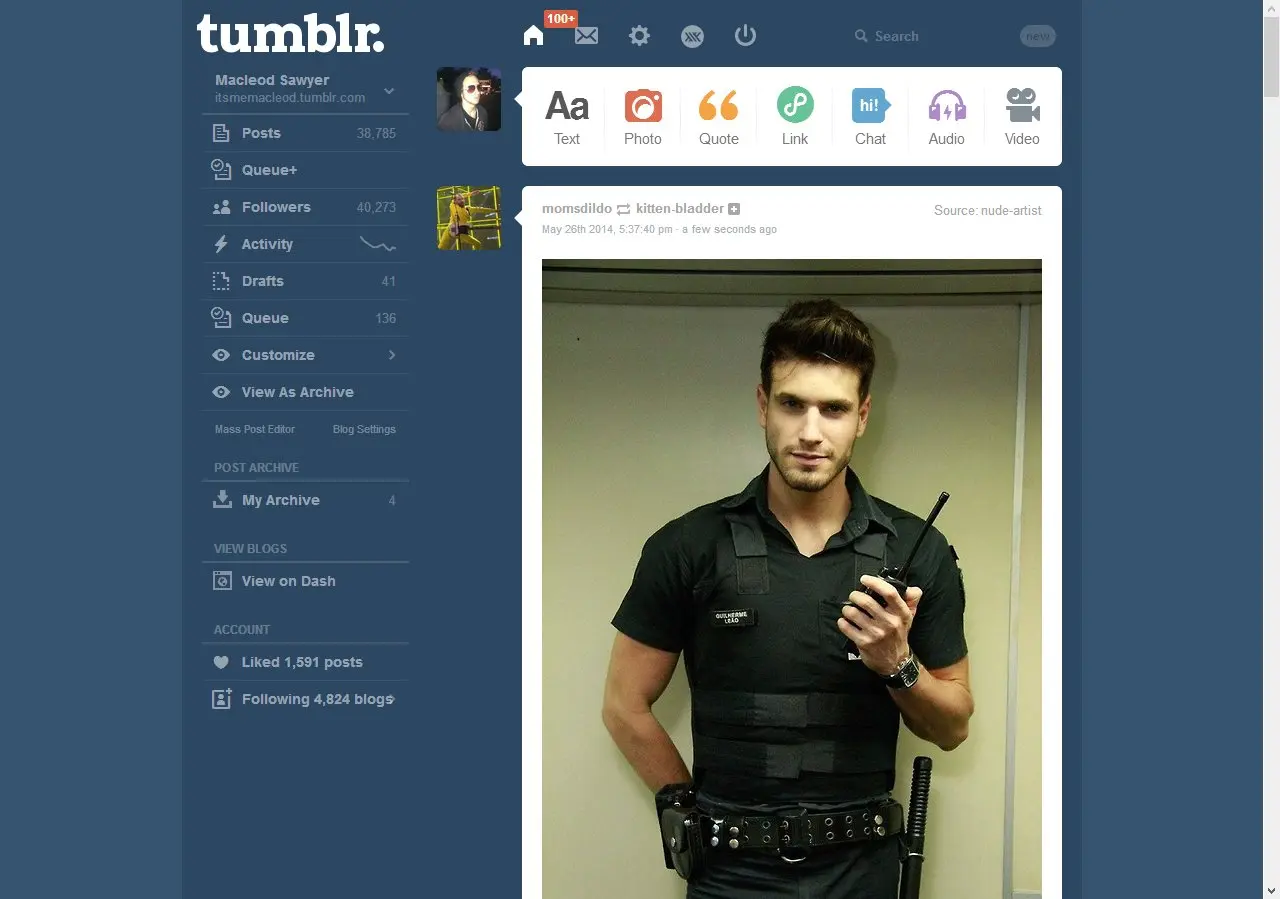 tumblr.
100+
Search
new
Macleod Sawyer
itsmemacleod.tumblr.com
Posts 38,785
Queue+
Followers 40,273
Activity
Drafts 41
Queue 136
Customize
View As Archive
Mass Post Editor Blog Settings
POST ARCHIVE
My Archive 4
VIEW BLOGS
View on Dash
ACCOUNT
Liked 1,591 posts
Following 4,824 blogs
Aa
hi!
Text Photo Quote Link Chat Audio Video
momsdildo kitten-bladder
Source: nude-artist
May 26th 2014, 5:37:40 pm · a few seconds ago
GUILHERME
LEÃO